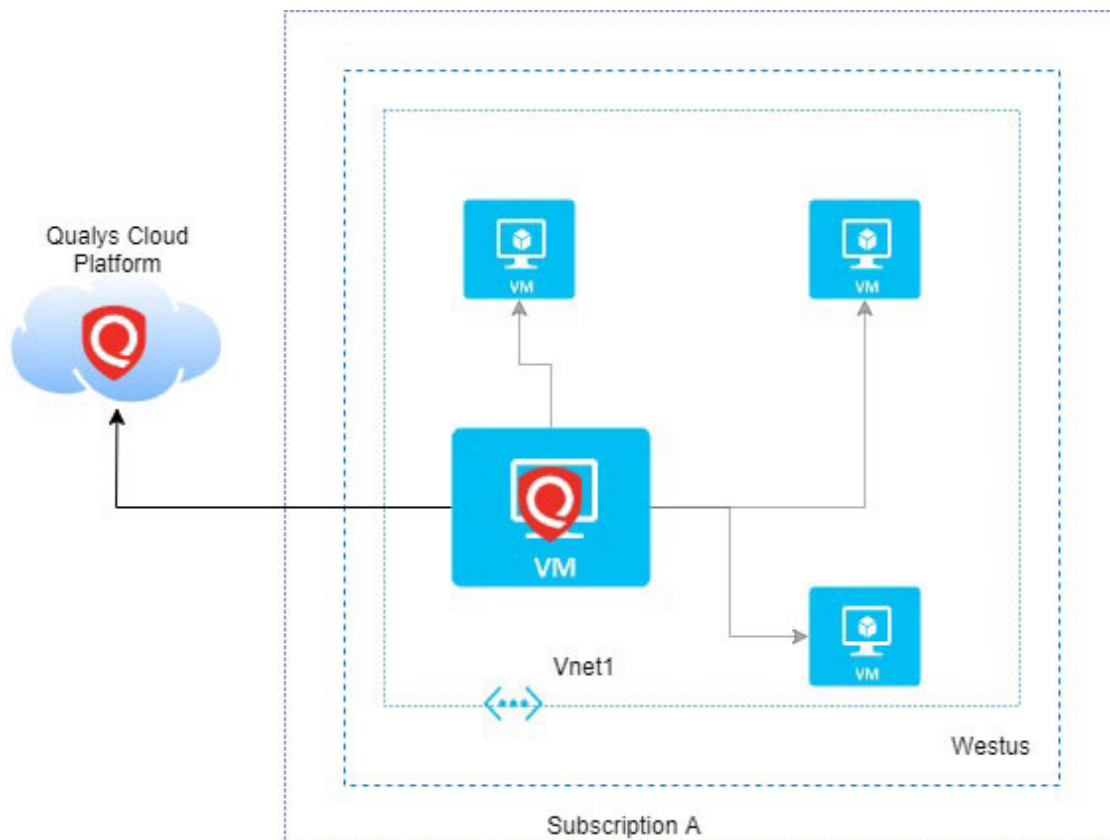 Qualys Cloud
Platform
VM
VM
VM
VM
Vnet1
Westus
Subscription A